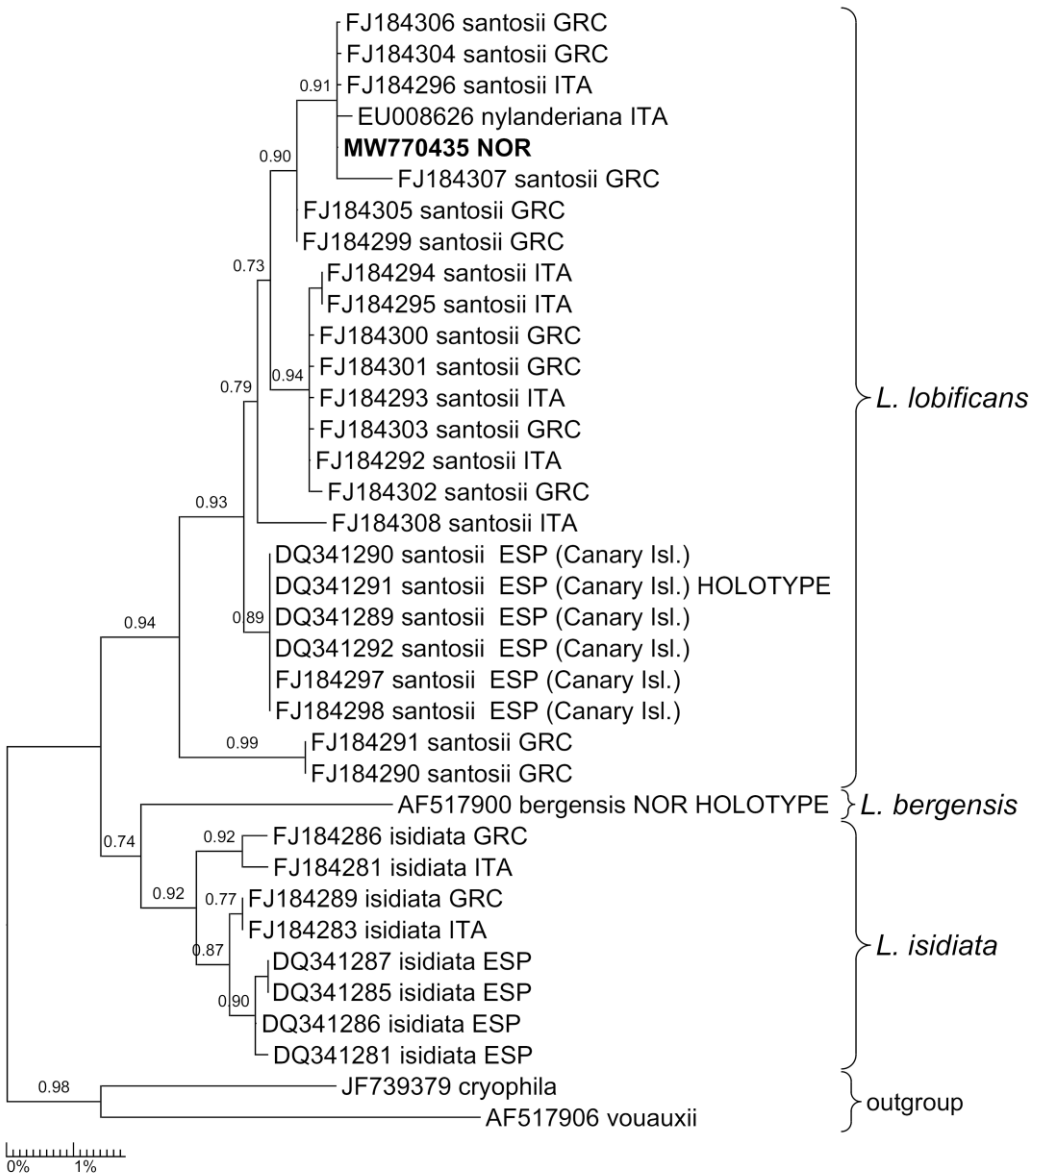 FJ184306 santosii GRC
FJ184304 santosii GRC
0.91 FJ184296 santosii ITA
EU008626 nylanderiana ITA
MW770435 NOR
0.90
FJ184307 santosii GRC
FJ184305 santosii GRC
FJ184299 santosii GRC
0.73 FJ184294 santosii ITA
FJ184295 santosii ITA
FJ184300 santosii GRC
FJ184301 santosii GRC
0.94
0.79 FJ184293 santosii ITA
L. lobificans
FJ184303 santosii GRC
FJ184292 santosii ITA
FJ184302 santosii GRC
0.93
FJ184308 santosii ITA
DQ341290 santosii ESP (Canary Isl.)
DQ341291 santosii ESP (Canary Isl.) HOLOTYPE
0.89 DQ341289 santosii ESP (Canary Isl.)
0.94
DQ341292 santosii ESP (Canary Isl.)
FJ184297 santosii ESP (Canary Isl.)
FJ184298 santosii ESP (Canary Isl.)
0.99 FJ184291 santosii GRC
FJ184290 santosii GRC
AF517900 bergensis NOR HOLOTYPE L. bergensis
0.74
0.92 FJ184286 isidiata GRC
FJ184281 isidiata ITA
0.92
0.77 FJ184289 isidiata GRC
FJ184283 isidiata ITA
0.87
L. isidiata
DQ341287 isidiata ESP
DQ341285 isidiata ESP
0.90
DQ341286 isidiata ESP
DQ341281 isidiata ESP
0.98 JF739379 cryophila
outgroup
AF517906 vouauxii
0% 1%